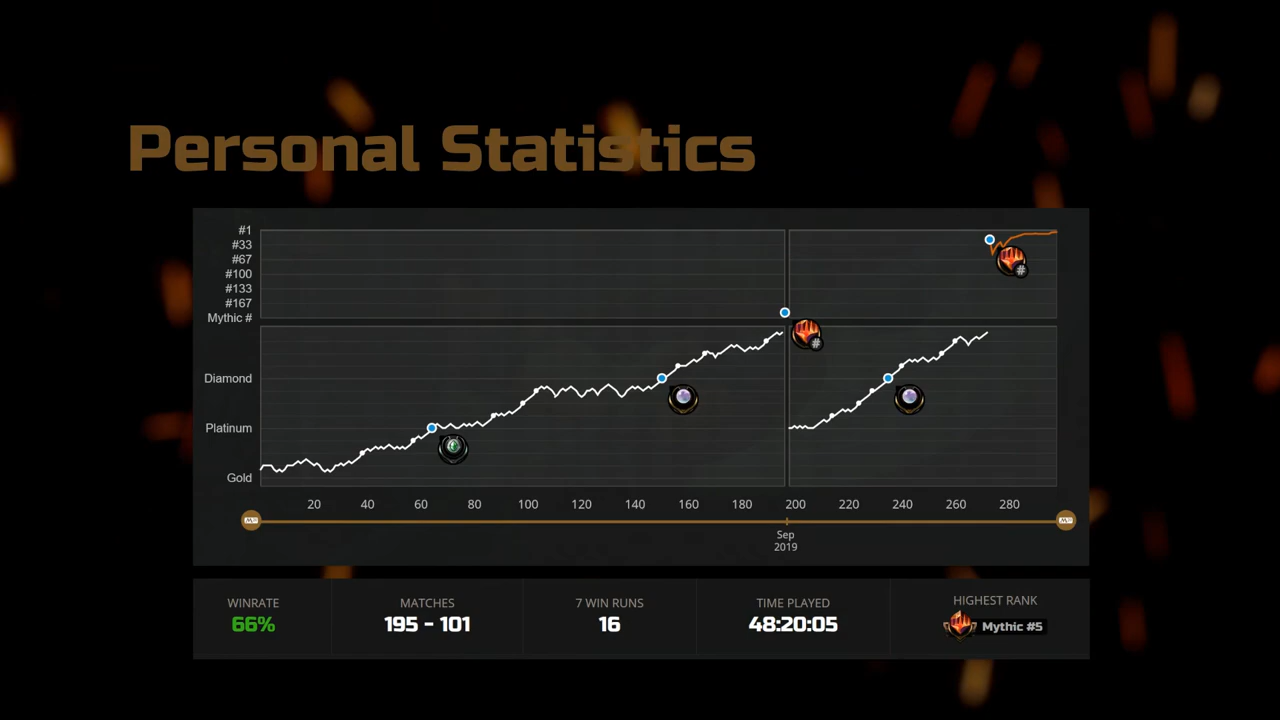 Personal Statistics
#1
#33
#67
#100
#133
#167
Mythic #
Diamond
Platinum
Gold
20 40 60 80 100 120 140 160 180 200 220 240 260 280
Sep
2019
WINRATE MATCHES 7 WIN RUNS TIME PLAYED HIGHEST RANK
66% 195 - 101 16 48:20:05 Mythic #5